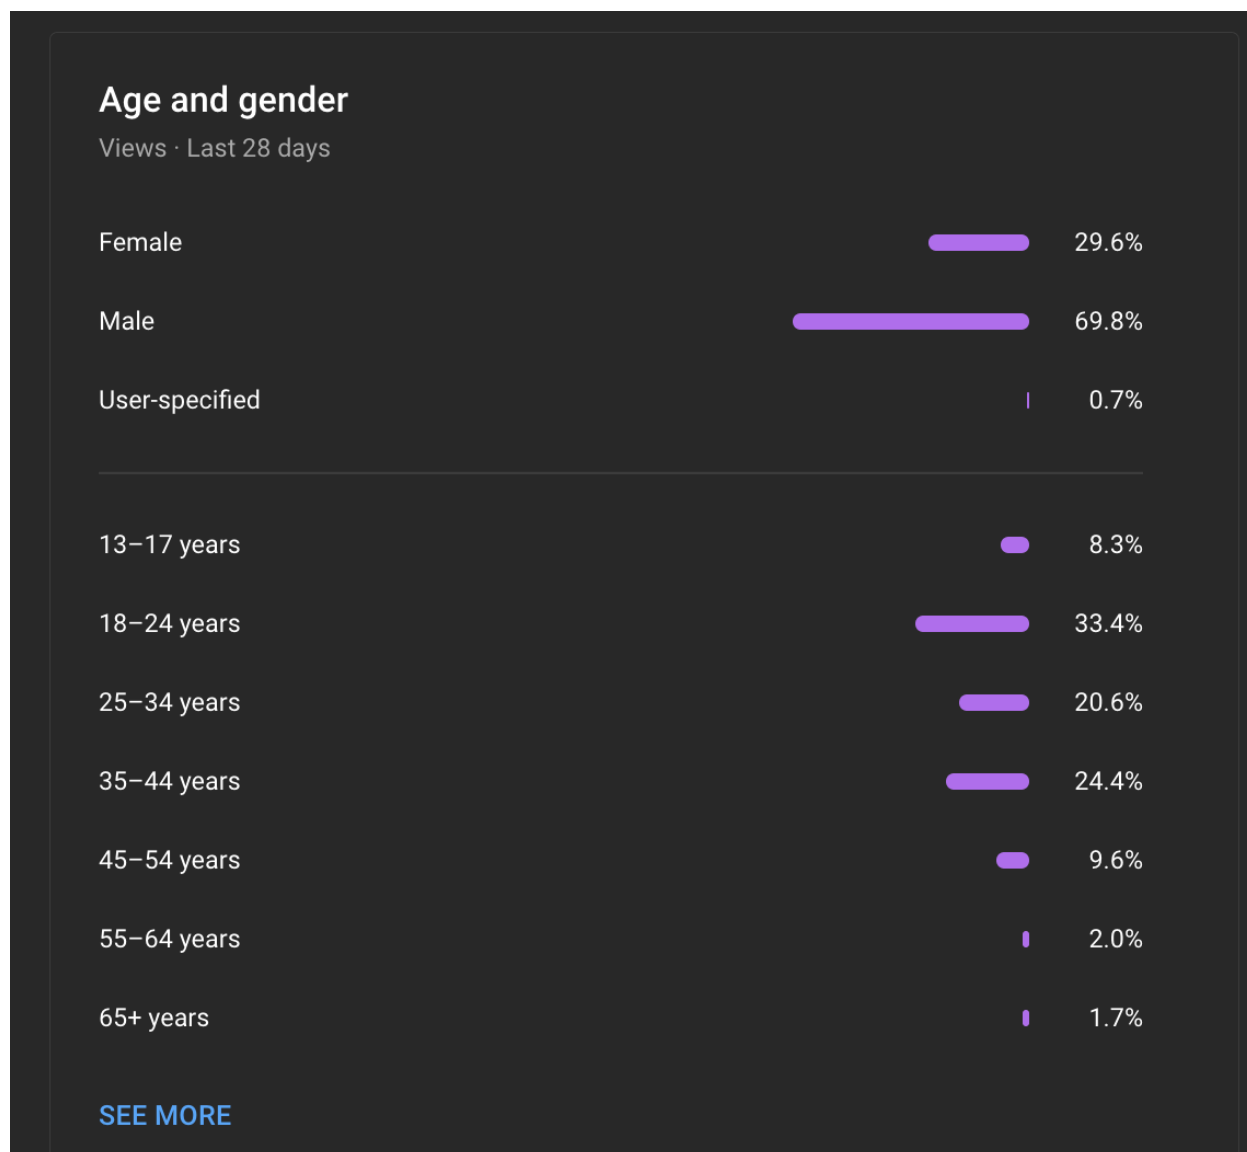 Age and gender
Views · Last 28 days
Female 29.6%
Male 69.8%
User-specified 0.7%
13–17 years 8.3%
18–24 years 33.4%
25–34 years 20.6%
35–44 years 24.4%
45–54 years 9.6%
55–64 years 2.0%
65+ years 1.7%
SEE MORE